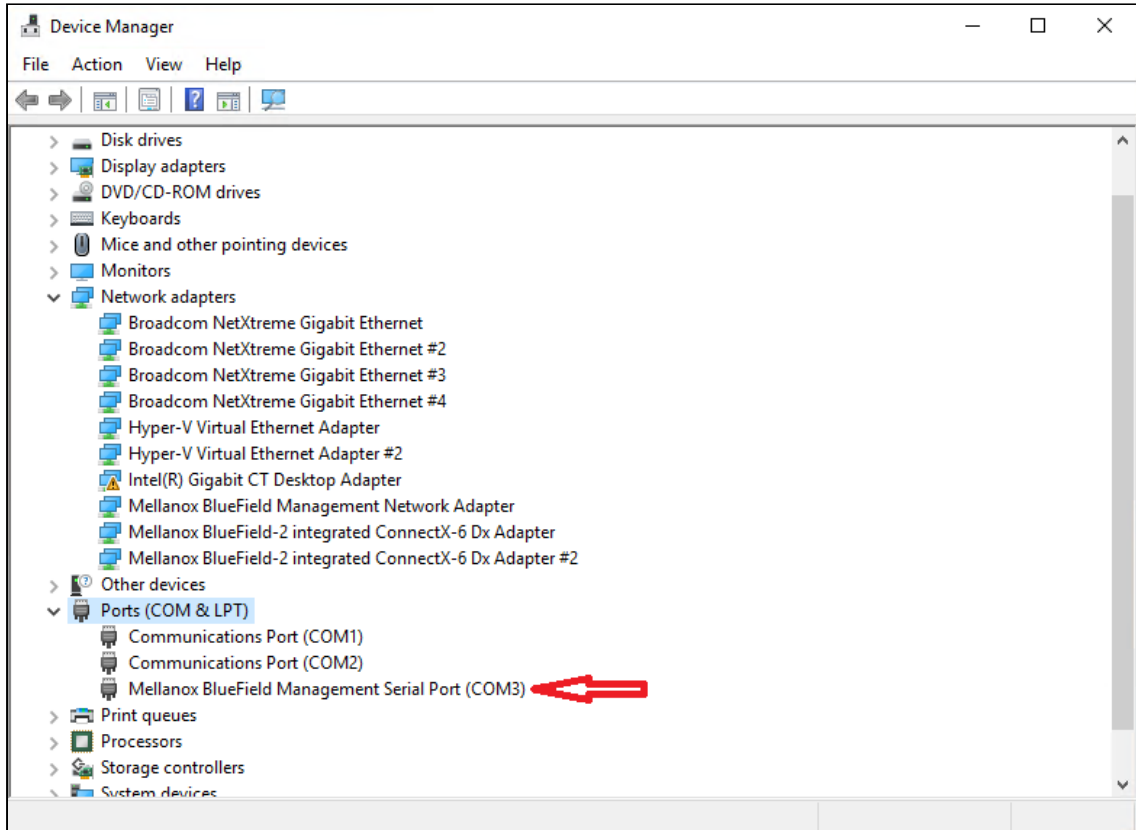 Device Manager
File Action View Help
Disk drives
Display adapters
DVD/CD-ROM drives
Keyboards
Mice and other pointing devices
Monitors
Network adapters
Broadcom NetXtreme Gigabit Ethernet
Broadcom NetXtreme Gigabit Ethernet #2
Broadcom NetXtreme Gigabit Ethernet #3
Broadcom NetXtreme Gigabit Ethernet #4
Hyper-V Virtual Ethernet Adapter
Hyper-V Virtual Ethernet Adapter #2
Intel(R) Gigabit CT Desktop Adapter
Mellanox BlueField Management Network Adapter
Mellanox BlueField-2 integrated ConnectX-6 Dx Adapter
Mellanox BlueField-2 integrated ConnectX-6 Dx Adapter #2
Other devices
Ports (COM & LPT)
Communications Port (COM1)
Communications Port (COM2)
Mellanox BlueField Management Serial Port (COM3)
Print queues
Processors
Storage controllers
System devices